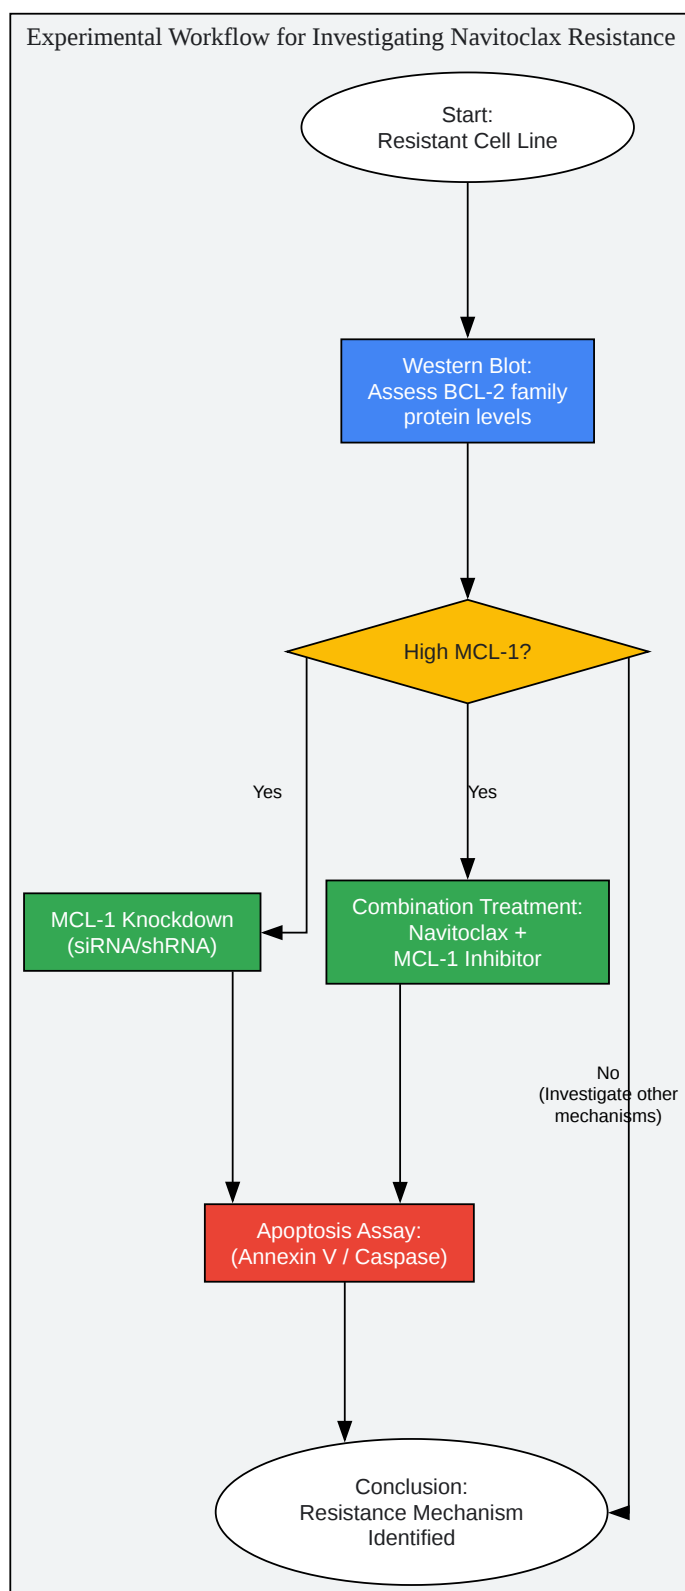 Experimental Workflow for Investigating Navitoclax Resistance
Start:
Resistant Cell Line
Western Blot:
Assess BCL-2 family
protein levels
High MCL-1?
Yes
Yes
MCL-1 Knockdown
(siRNA/shRNA)
Combination Treatment:
Navitoclax +
MCL-1 Inhibitor
No
(Investigate other
mechanisms)
Apoptosis Assay:
(Annexin V / Caspase)
Conclusion:
Resistance Mechanism
Identified